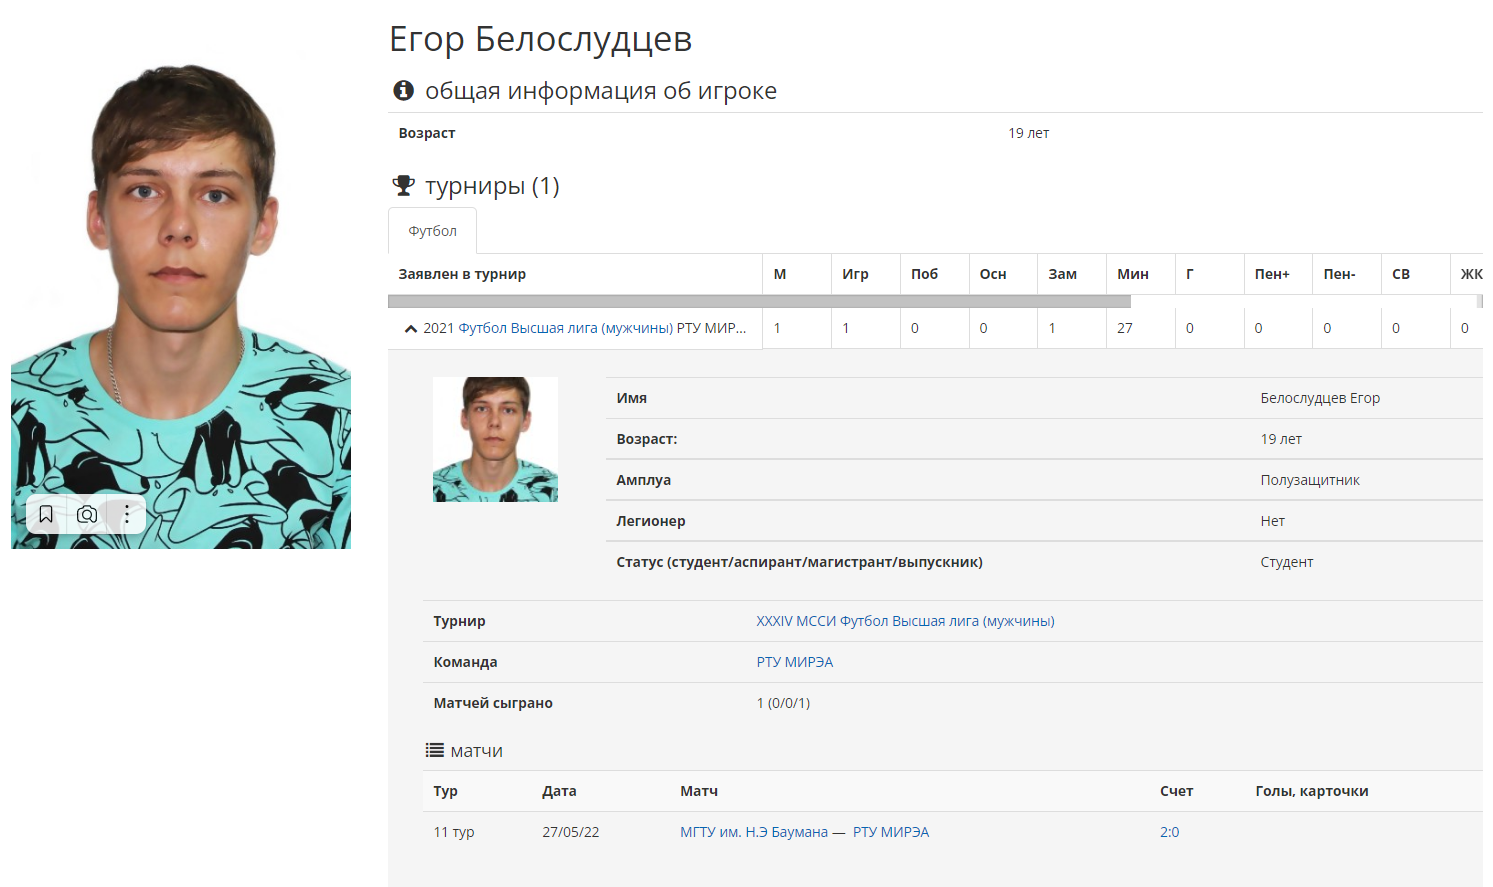 Егор Белослудцев
общая информация об игроке
Возраст 19 лет
турниры (1)
Футбол
Заявлен в турнир М Игр Поб Осн Зам Мин Г Пен+ Пен- СВ ЖК
2021 Футбол Высшая лига (мужчины) РТУ МИР... 1 1 0 0 1 27 0 0 0 0 0
Имя Белослудцев Егор
Возраст: 19 лет
Амплуа Полузащитник
Легионер Нет
Статус (студент/аспирант/магистрант/выпускник) Студент
Турнир XXXIV МССИ Футбол Высшая лига (мужчины)
Команда РТУ МИРЭА
Матчей сыграно 1 (0/0/1)
матчи
Тур Дата Матч Счет Голы, карточки
11 тур 27/05/22 МГТУ им. Н.Э Баумана — РТУ МИРЭА 2:0